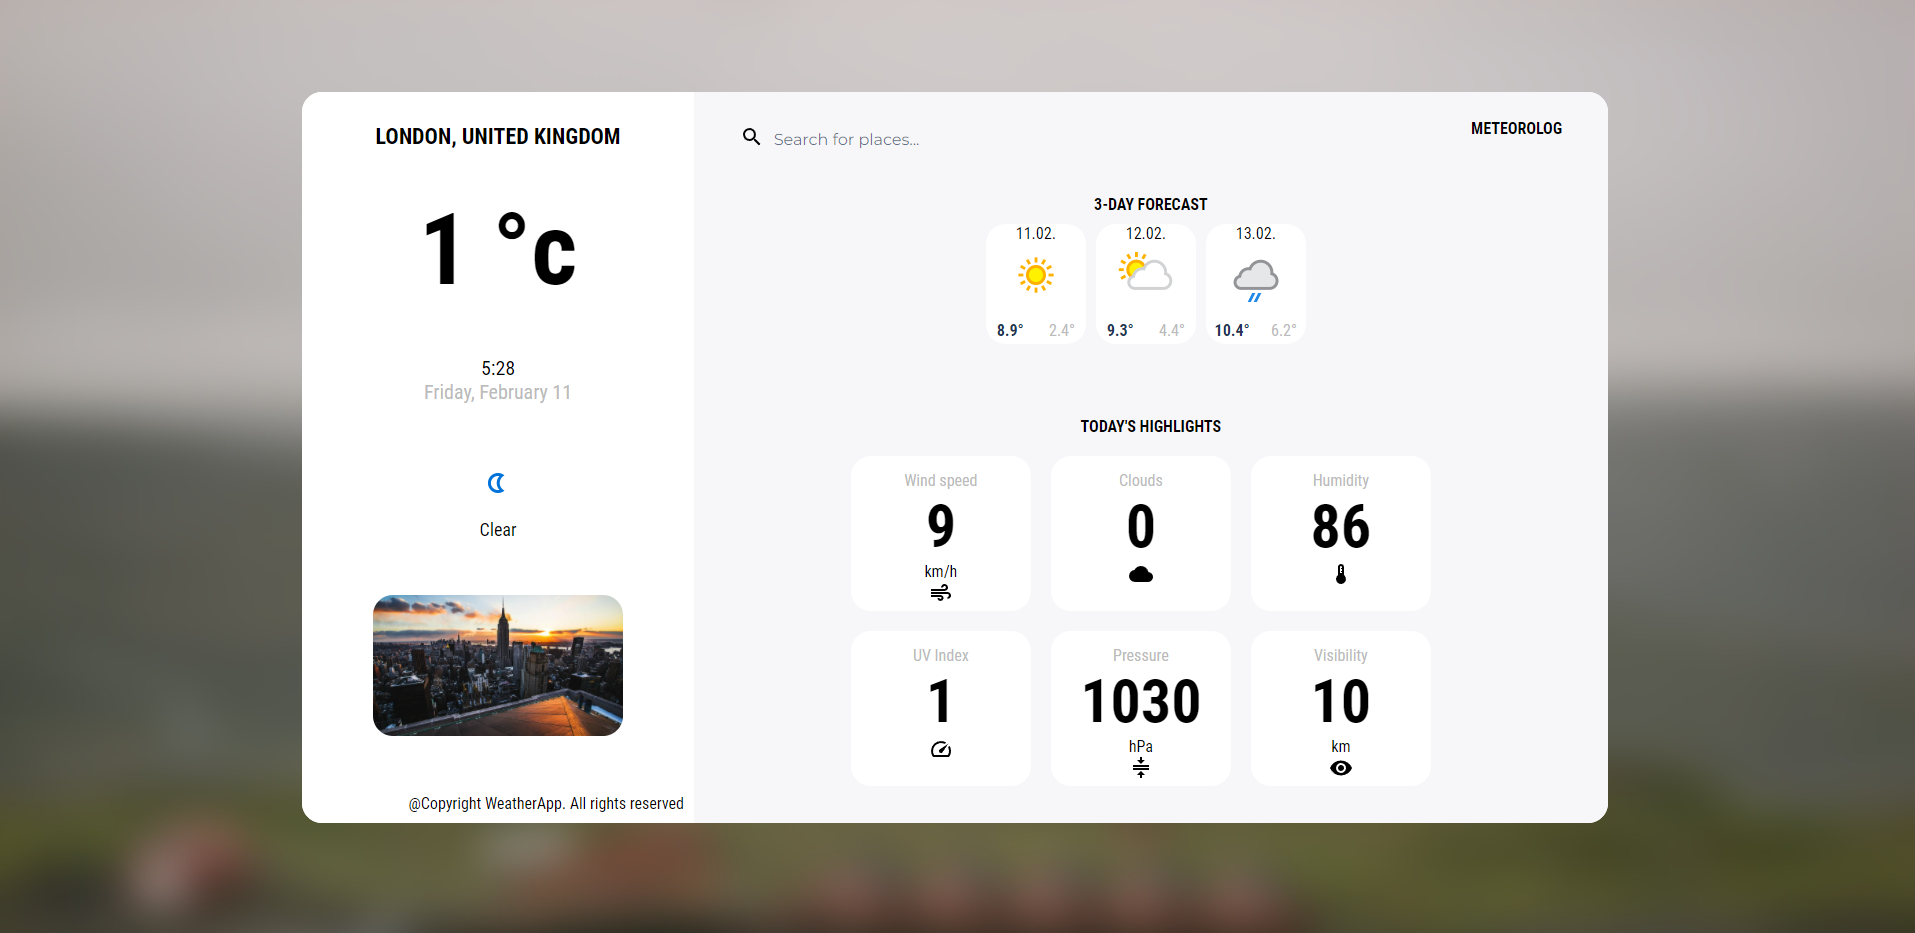 LONDON, UNITED KINGDOM
1 °c
5:28
Friday, February 11
Clear
@Copyright WeatherApp. All rights reserved
Search for places...
METEOROLOG
3-DAY FORECAST
11.02.
8.9° 2.4°
12.02.
9.3° 4.4°
13.02.
10.4° 6.2°
TODAY'S HIGHLIGHTS
Wind speed
9
km/h
Clouds
0
Humidity
86
UV Index
1
Pressure
1030
hPa
Visibility
10
km